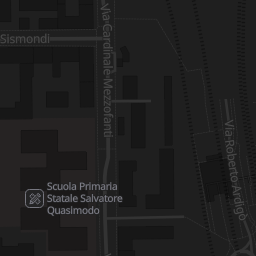 Sismondi
Via Cardinale Mezzofanti
Via Roberto Ardigò
Scuola Primaria
Statale Salvatore
Quasimodo